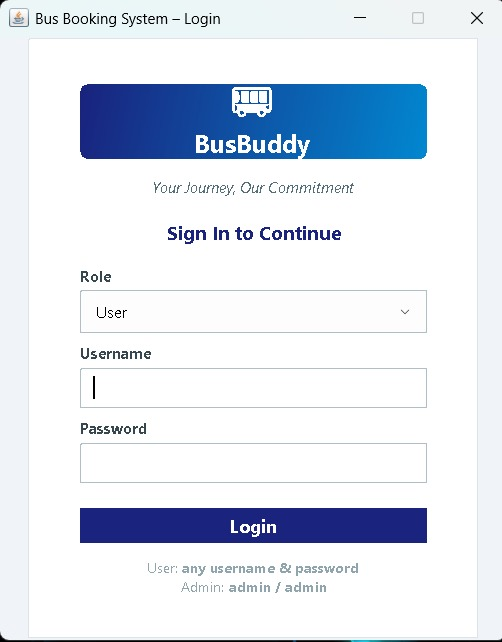 Bus Booking System – Login
BusBuddy
Your Journey, Our Commitment
Sign In to Continue
Role
User
Username
Password
Login
User: any username & password
Admin: admin / admin